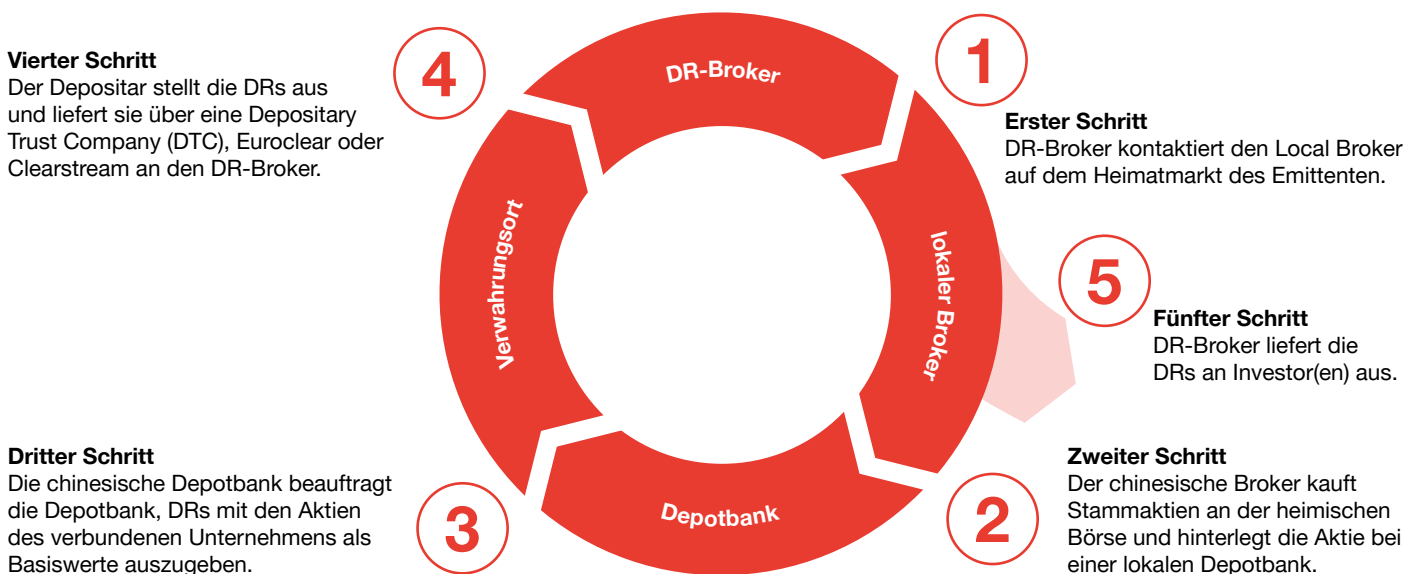 1
Erster Schritt
DR-Broker kontaktiert den Local Broker
auf dem Heimatmarkt des Emittenten.
2
Zweiter Schritt
Der chinesische Broker kauft
Stammaktien an der heimischen
Börse und hinterlegt die Aktie bei
einer lokalen Depotbank.
3
Dritter Schritt
Die chinesische Depotbank beauftragt
die Depotbank, DRs mit den Aktien
des verbundenen Unternehmens als
Basiswerte auszugeben.
4
Vierter Schritt
Der Depositar stellt die DRs aus
und liefert sie über eine Depositary
Trust Company (DTC), Euroclear oder
Clearstream an den DR-Broker.
5
Fünfter Schritt
DR-Broker liefert die
DRs an Investor(en) aus.
DR-Broker
lokaler Broker
Depotbank
Verwahrungsort